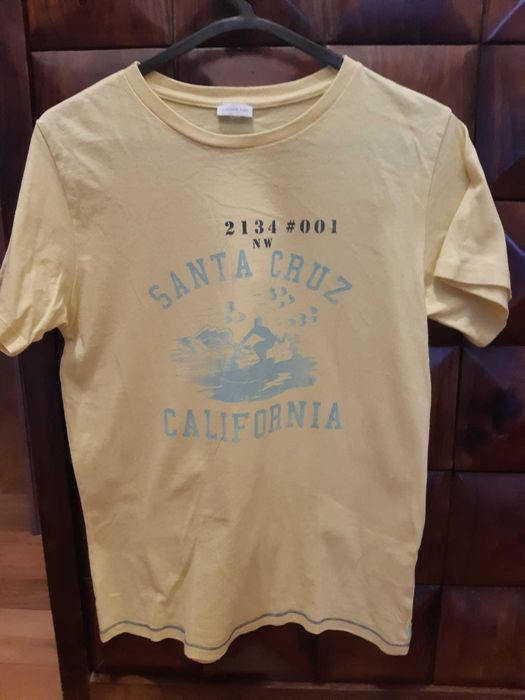 2134 #001
NW
SANTA CRUZ
CALIFORNIA